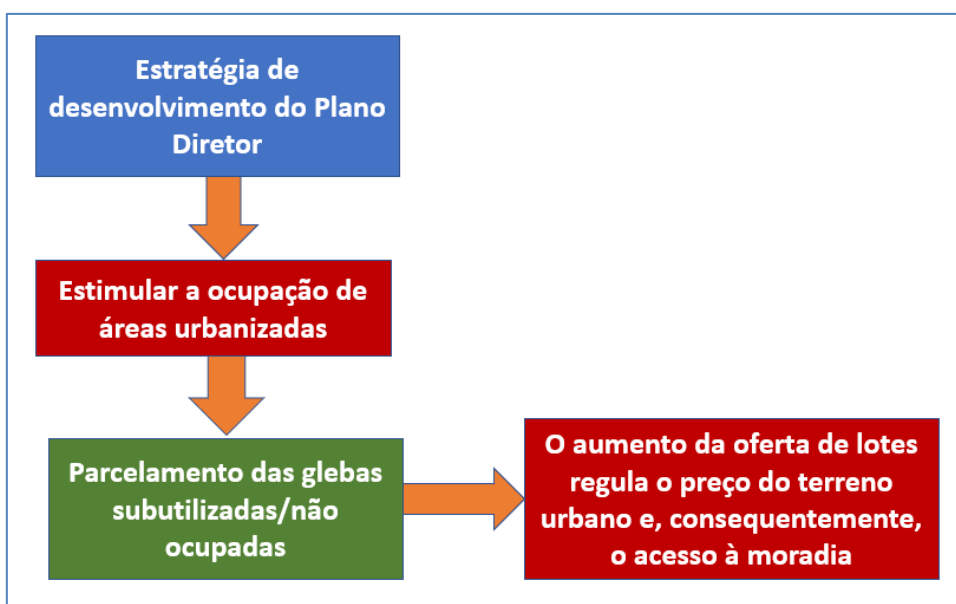 Estratégia de
desenvolvimento do Plano
Diretor
Estimular a ocupação de
áreas urbanizadas
Parcelamento das glebas
subutilizadas/não
ocupadas
O aumento da oferta de lotes
regula o preço do terreno
urbano e, consequentemente,
o acesso à moradia